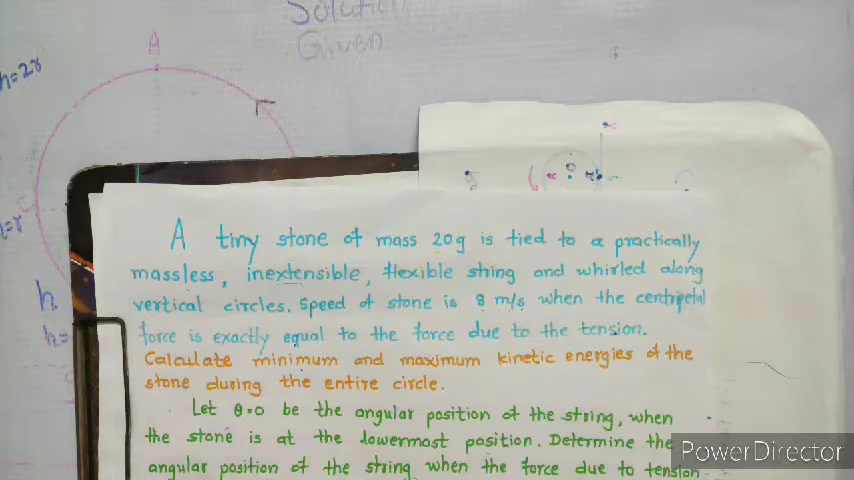 Solution
Given
A
h=2r
h=r
h
h=
A tiny stone of mass 20g is tied to a practically
massless, inextensible, flexible string and whirled along
vertical circles. Speed of stone is 8 m/s when the centripetal
force is exactly equal to the force due to the tension.
Calculate minimum and maximum kinetic energies of the
stone during the entire circle.
Let θ=0 be the angular position of the string, when
the stone is at the lowermost position. Determine the
angular position of the string when the force due to tension
PowerDirector